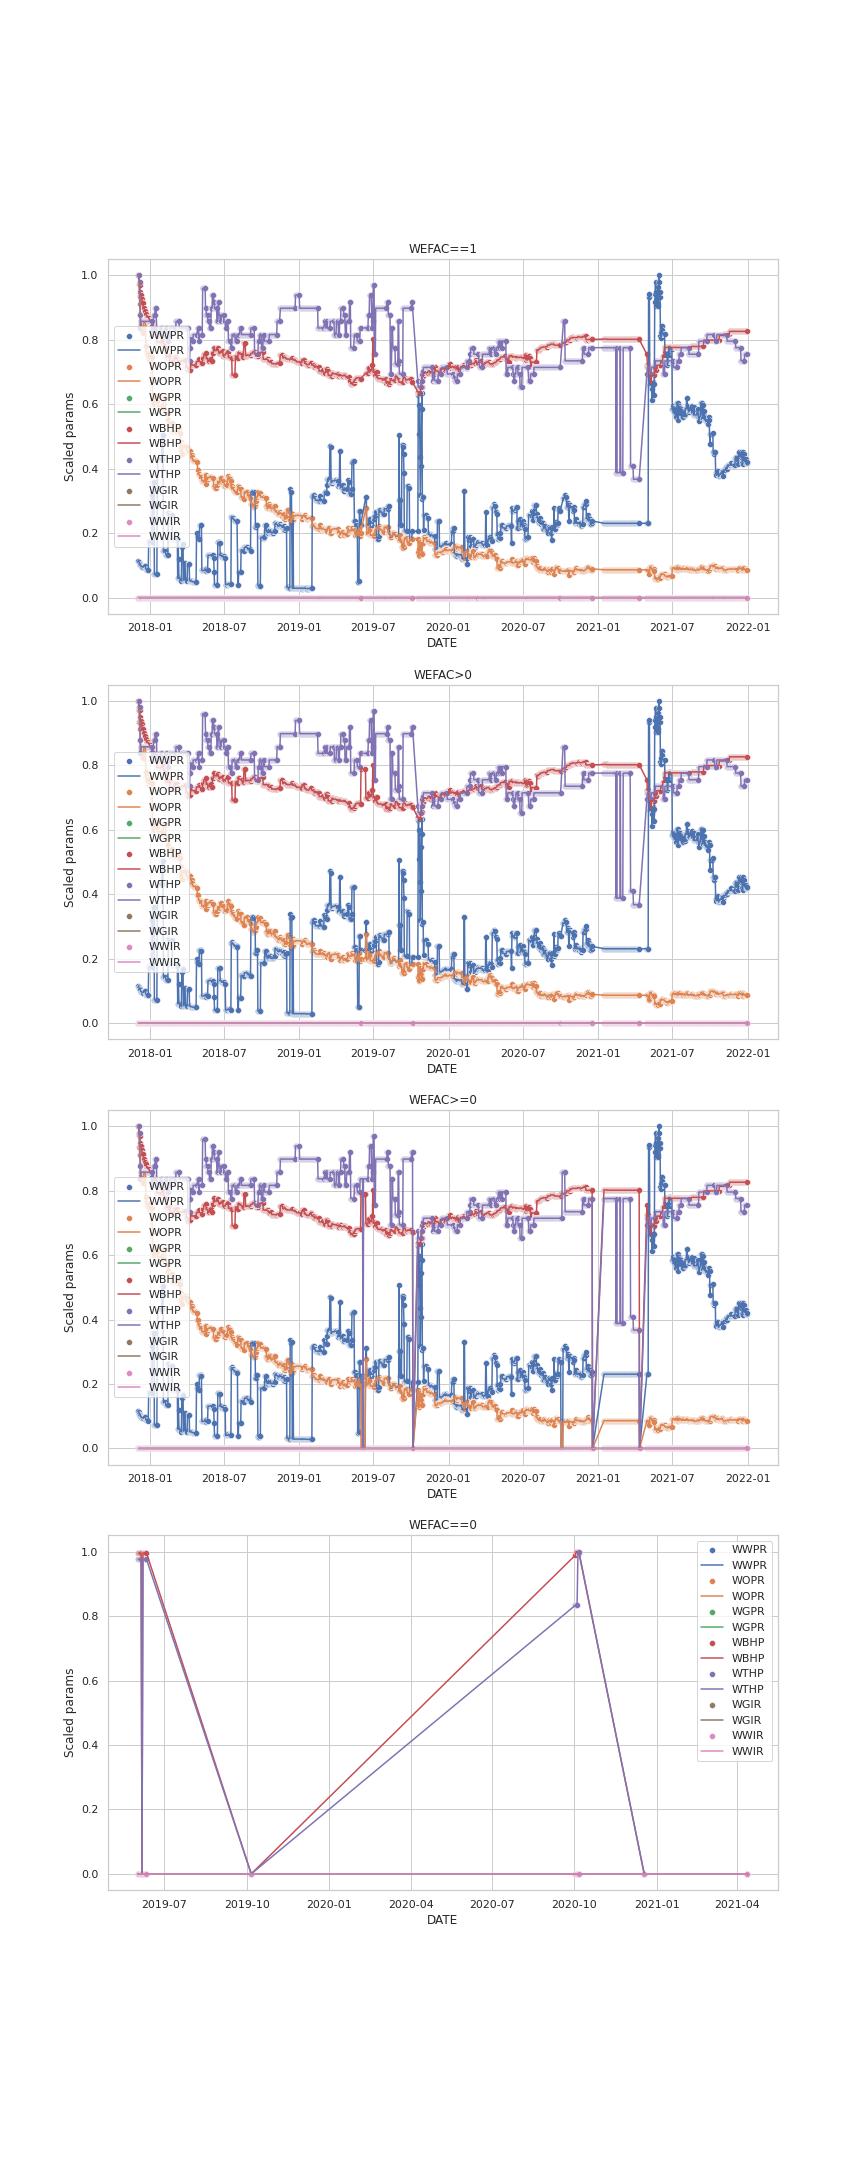 WEFAC==1
1.0
0.8
0.6
0.4
0.2
0.0
Scaled params
WWPR
WWPR
WOPR
WOPR
WGPR
WGPR
WBHP
WBHP
WTHP
WTHP
WGIR
WGIR
WWIR
WWIR
2018-01 2018-07 2019-01 2019-07 2020-01 2020-07 2021-01 2021-07 2022-01
DATE
WEFAC>0
1.0
0.8
0.6
0.4
0.2
0.0
Scaled params
WWPR
WWPR
WOPR
WOPR
WGPR
WGPR
WBHP
WBHP
WTHP
WTHP
WGIR
WGIR
WWIR
WWIR
2018-01 2018-07 2019-01 2019-07 2020-01 2020-07 2021-01 2021-07 2022-01
DATE
WEFAC>=0
1.0
0.8
0.6
0.4
0.2
0.0
Scaled params
WWPR
WWPR
WOPR
WOPR
WGPR
WGPR
WBHP
WBHP
WTHP
WTHP
WGIR
WGIR
WWIR
WWIR
2018-01 2018-07 2019-01 2019-07 2020-01 2020-07 2021-01 2021-07 2022-01
DATE
WEFAC==0
1.0
0.8
0.6
0.4
0.2
0.0
Scaled params
WWPR
WWPR
WOPR
WOPR
WGPR
WGPR
WBHP
WBHP
WTHP
WTHP
WGIR
WGIR
WWIR
WWIR
2019-07 2019-10 2020-01 2020-04 2020-07 2020-10 2021-01 2021-04
DATE